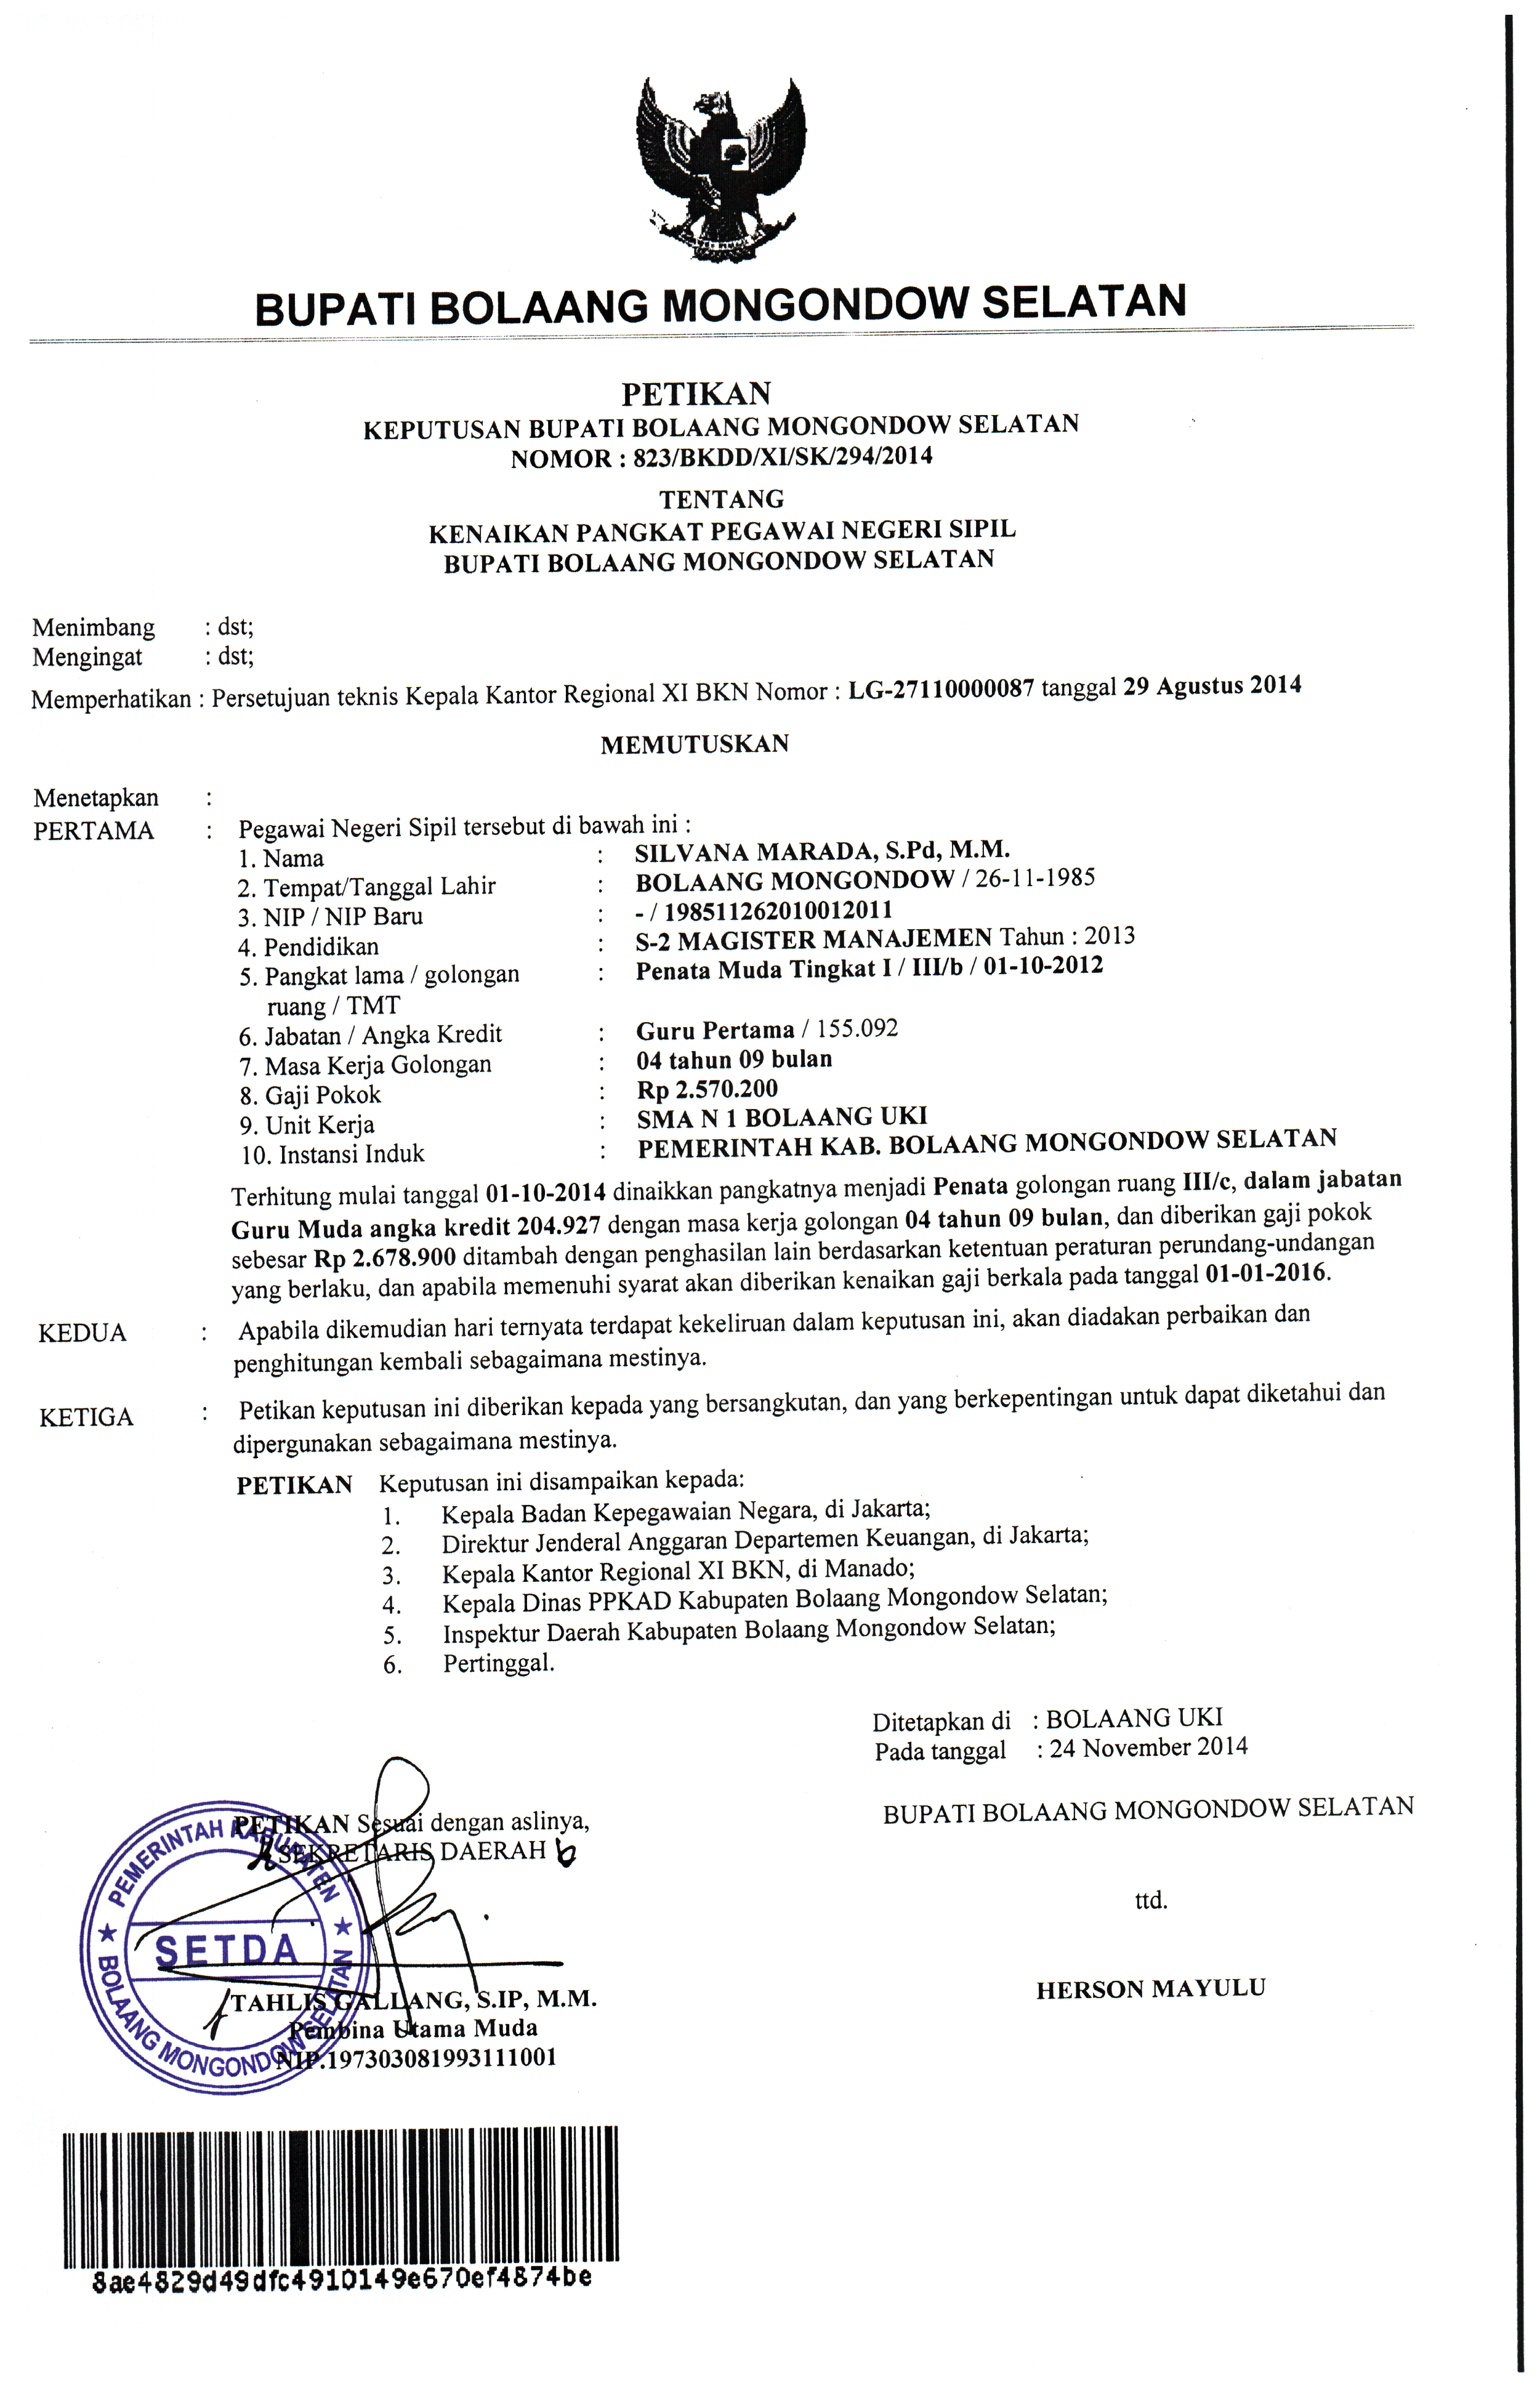 BUPATI BOLAANG MONGONDOW SELATAN
PETIKAN
KEPUTUSAN BUPATI BOLAANG MONGONDOW SELATAN
NOMOR : 823/BKDD/XI/SK/294/2014
TENTANG
KENAIKAN PANGKAT PEGAWAI NEGERI SIPIL
BUPATI BOLAANG MONGONDOW SELATAN
Menimbang : dst;
Mengingat : dst;
Memperhatikan : Persetujuan teknis Kepala Kantor Regional XI BKN Nomor : LG-27110000087 tanggal 29 Agustus 2014
MEMUTUSKAN
Menetapkan :
PERTAMA : Pegawai Negeri Sipil tersebut di bawah ini :
1. Nama : SILVANA MARADA, S.Pd, M.M.
2. Tempat/Tanggal Lahir : BOLAANG MONGONDOW / 26-11-1985
3. NIP / NIP Baru : - / 198511262010012011
4. Pendidikan : S-2 MAGISTER MANAJEMEN Tahun : 2013
5. Pangkat lama / golongan : Penata Muda Tingkat I / III/b / 01-10-2012
ruang / TMT
6. Jabatan / Angka Kredit : Guru Pertama / 155.092
7. Masa Kerja Golongan : 04 tahun 09 bulan
8. Gaji Pokok : Rp 2.570.200
9. Unit Kerja : SMA N 1 BOLAANG UKI
10. Instansi Induk : PEMERINTAH KAB. BOLAANG MONGONDOW SELATAN
Terhitung mulai tanggal 01-10-2014 dinaikkan pangkatnya menjadi Penata golongan ruang III/c, dalam jabatan
Guru Muda angka kredit 204.927 dengan masa kerja golongan 04 tahun 09 bulan, dan diberikan gaji pokok
sebesar Rp 2.678.900 ditambah dengan penghasilan lain berdasarkan ketentuan peraturan perundang-undangan
yang berlaku, dan apabila memenuhi syarat akan diberikan kenaikan gaji berkala pada tanggal 01-01-2016.
KEDUA : Apabila dikemudian hari ternyata terdapat kekeliruan dalam keputusan ini, akan diadakan perbaikan dan
penghitungan kembali sebagaimana mestinya.
KETIGA : Petikan keputusan ini diberikan kepada yang bersangkutan, dan yang berkepentingan untuk dapat diketahui dan
dipergunakan sebagaimana mestinya.
PETIKAN Keputusan ini disampaikan kepada:
1. Kepala Badan Kepegawaian Negara, di Jakarta;
2. Direktur Jenderal Anggaran Departemen Keuangan, di Jakarta;
3. Kepala Kantor Regional XI BKN, di Manado;
4. Kepala Dinas PPKAD Kabupaten Bolaang Mongondow Selatan;
5. Inspektur Daerah Kabupaten Bolaang Mongondow Selatan;
6. Pertinggal.
Ditetapkan di : BOLAANG UKI
Pada tanggal : 24 November 2014
BUPATI BOLAANG MONGONDOW SELATAN
ttd.
HERSON MAYULU
PETIKAN Sesuai dengan aslinya,
SEKRETARIS DAERAH
PEMERINTAH KABUPATEN
SETDA
BOLAANG MONGONDOW SELATAN
TAHLIS GALLANG, S.IP, M.M.
Pembina Utama Muda
NIP.197303081993111001
8ae4829d49dfc4910149e670ef4874be